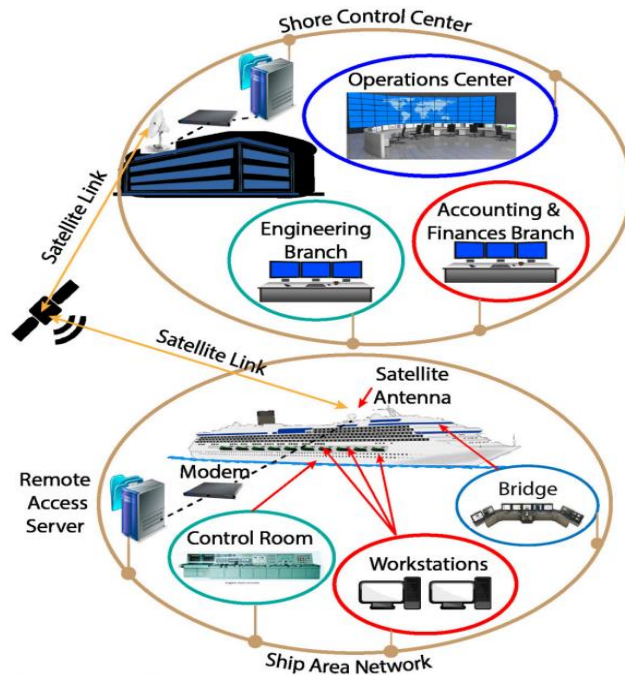 Shore Control Center
Operations Center
Satellite Link
Engineering
Branch
Accounting &
Finances Branch
Satellite Link
Satellite
Antenna
Remote
Access
Server
Modem
Bridge
Control Room
Workstations
Ship Area Network